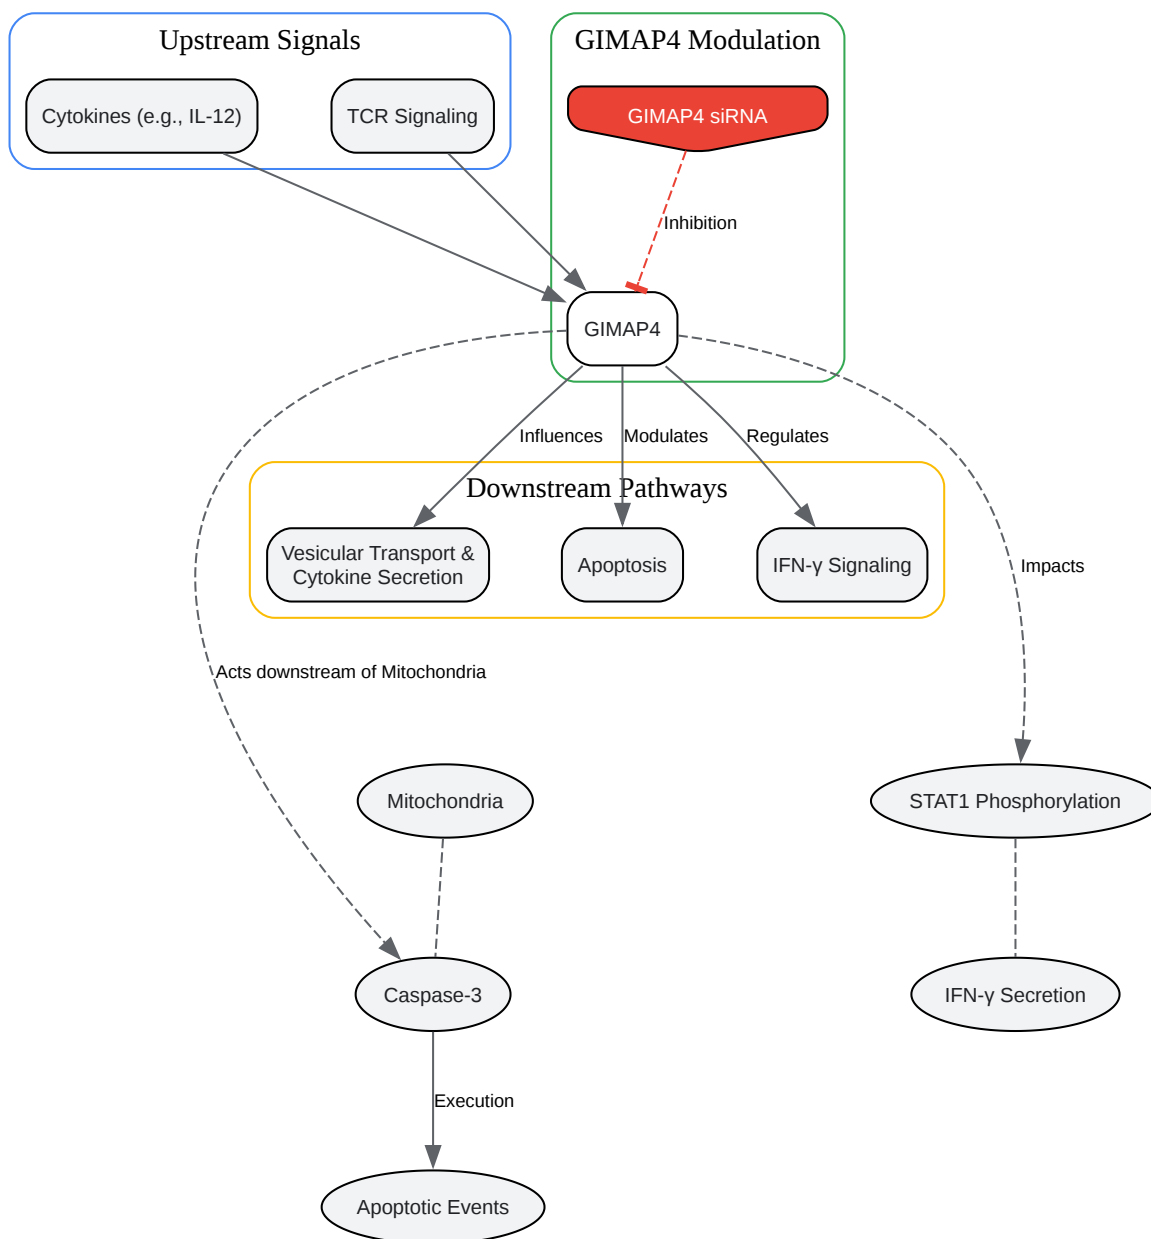 Upstream Signals
GIMAP4 Modulation
Cytokines (e.g., IL-12)
TCR Signaling
GIMAP4 siRNA
Inhibition
GIMAP4
Influences
Modulates
Regulates
Downstream Pathways
Vesicular Transport &
Cytokine Secretion
Apoptosis
IFN-γ Signaling
Impacts
Acts downstream of Mitochondria
Mitochondria
STAT1 Phosphorylation
Caspase-3
IFN-γ Secretion
Execution
Apoptotic Events